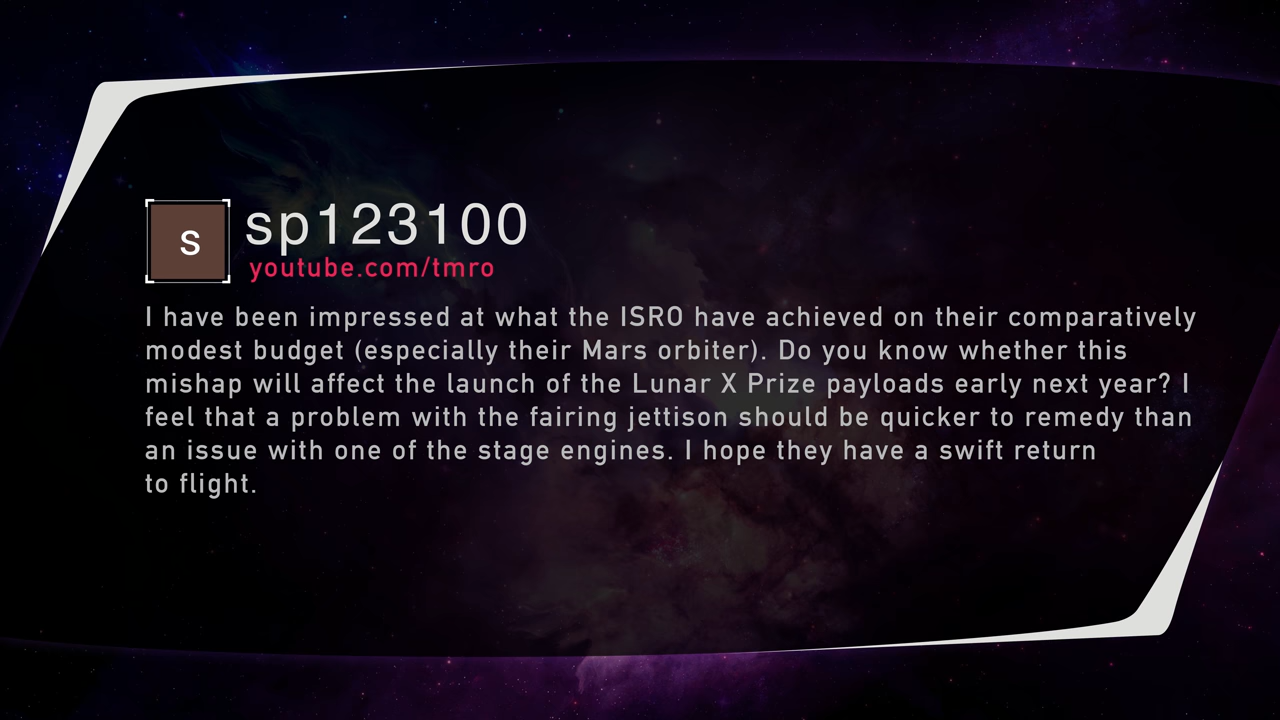 s
sp123100
youtube.com/tmro
I have been impressed at what the ISRO have achieved on their comparatively
modest budget (especially their Mars orbiter). Do you know whether this
mishap will affect the launch of the Lunar X Prize payloads early next year? I
feel that a problem with the fairing jettison should be quicker to remedy than
an issue with one of the stage engines. I hope they have a swift return
to flight.